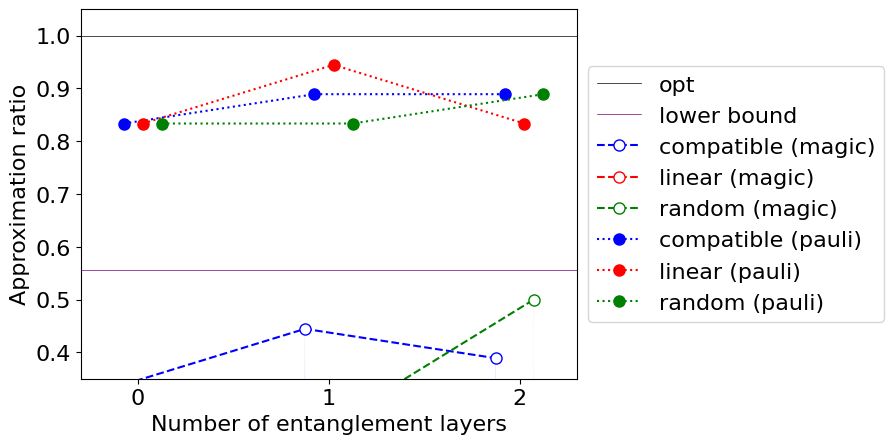 1.0
0.9
0.8
0.7
0.6
0.5
0.4
Approximation ratio
0
1
2
Number of entanglement layers
opt
lower bound
compatible (magic)
linear (magic)
random (magic)
compatible (pauli)
linear (pauli)
random (pauli)